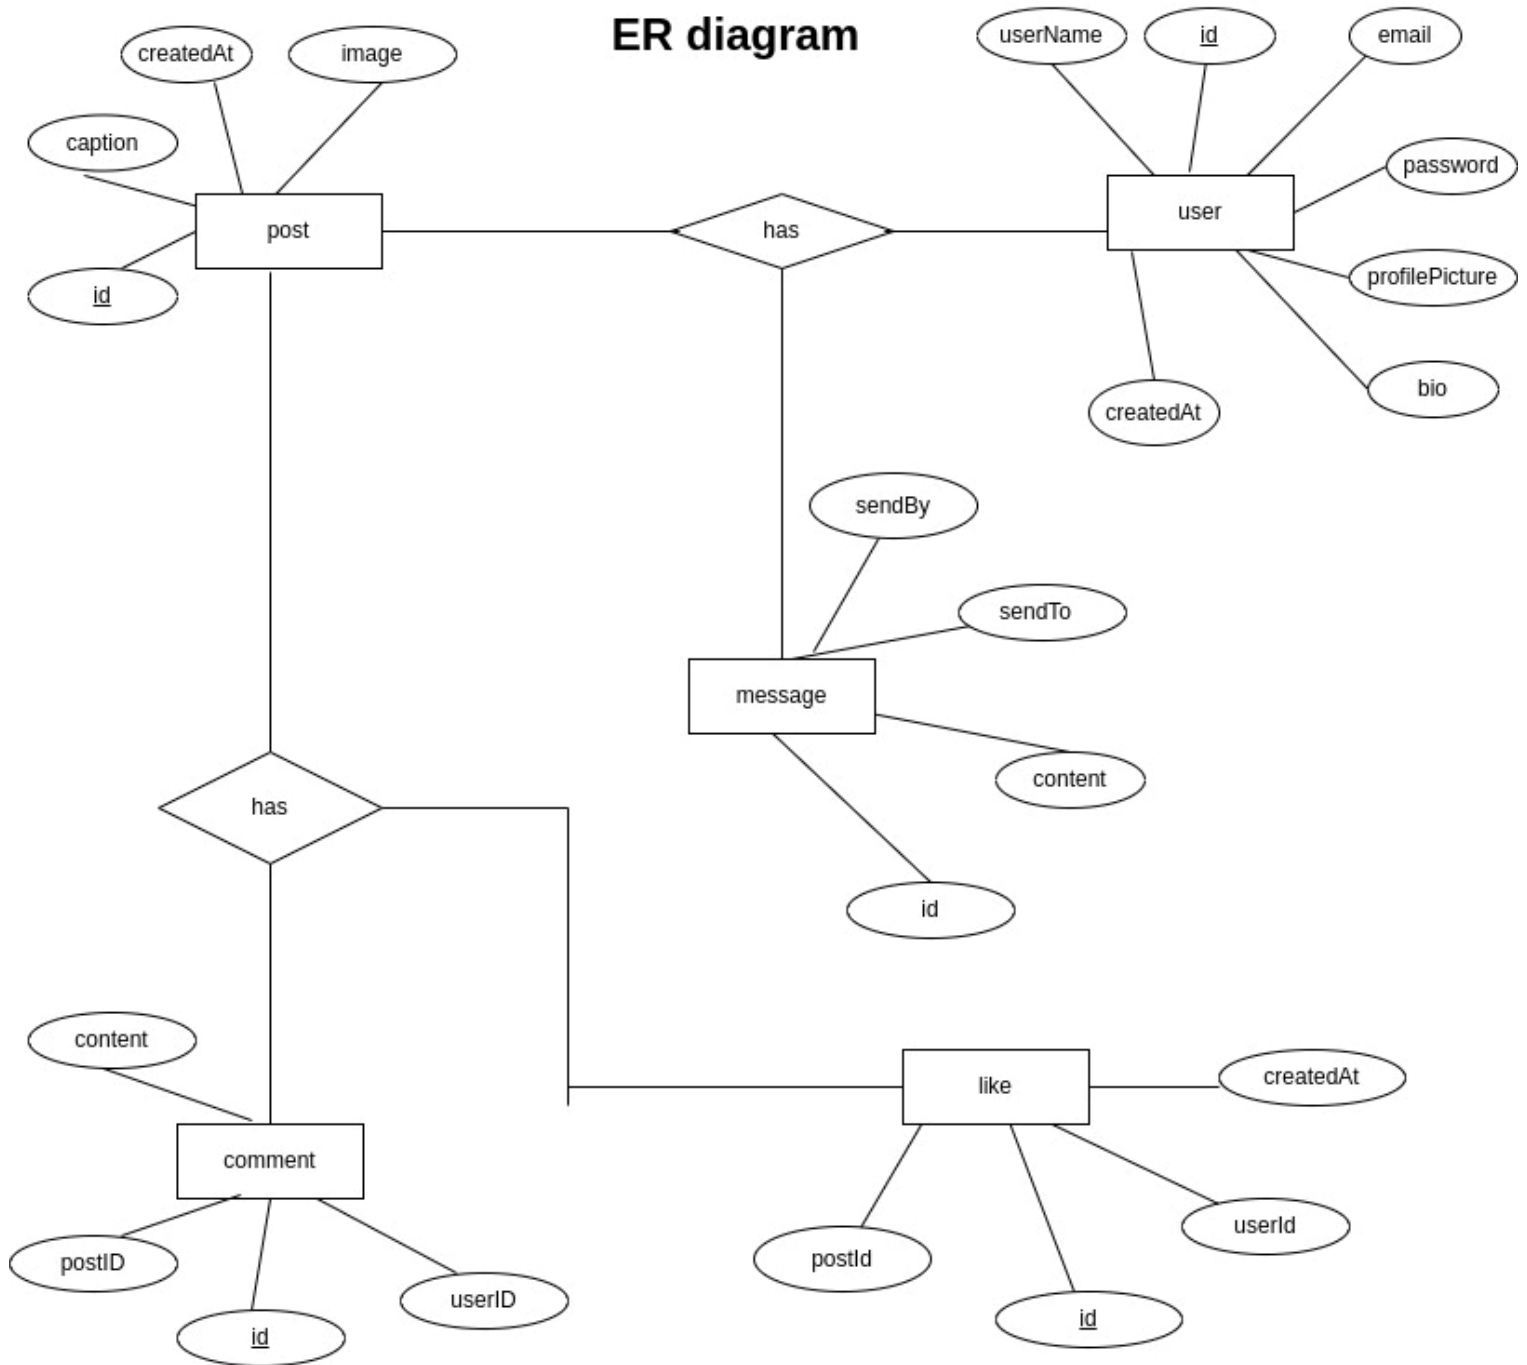 ER diagram
userName
id
email
createdAt
image
caption
password
post
has
user
id
profilePicture
bio
createdAt
sendBy
sendTo
message
content
has
id
content
like
createdAt
comment
postID
userID
id
postId
userId
id